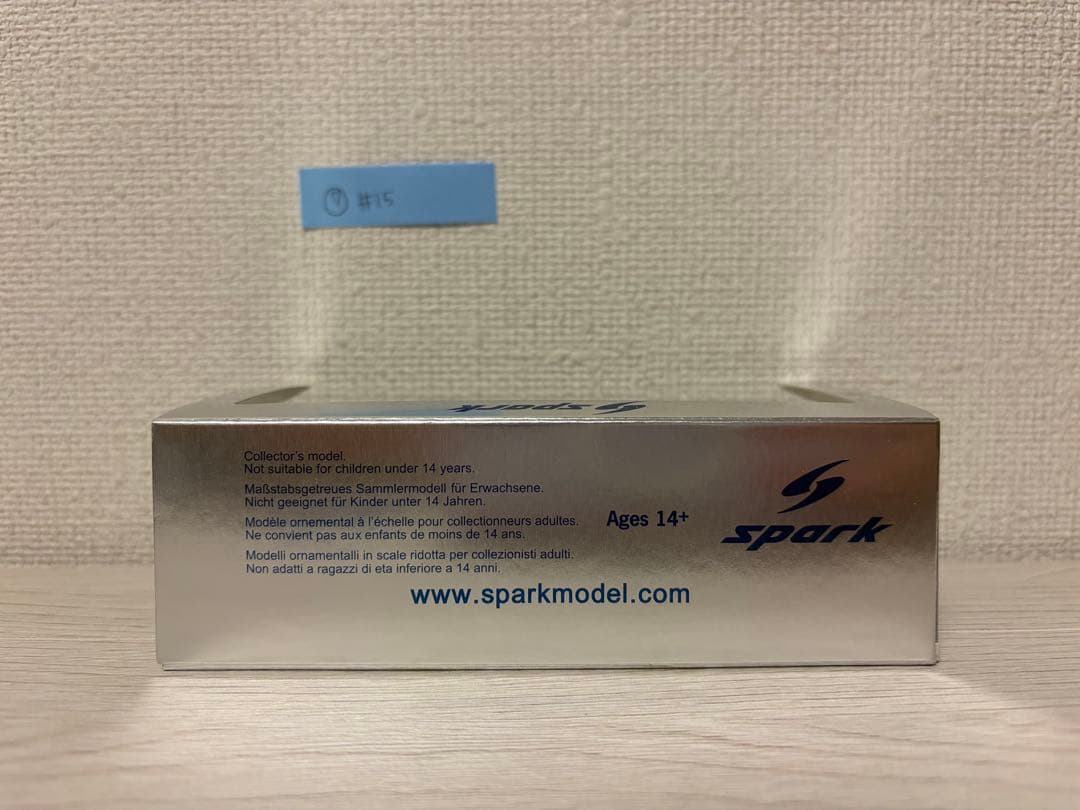 #15
spark
Collector's model.
Not suitable for children under 14 years.
Maßstabsgetreues Sammlermodell für Erwachsene.
Nicht geeignet für Kinder unter 14 Jahren.
Modèle ornemental à l'échelle pour collectionneurs adultes.
Ne convient pas aux enfants de moins de 14 ans.
Modelli ornamentalli in scale ridotta per collezionisti adulti.
Non adatti a ragazzi di eta inferiore a 14 anni.
Ages 14+
spark
www.sparkmodel.com